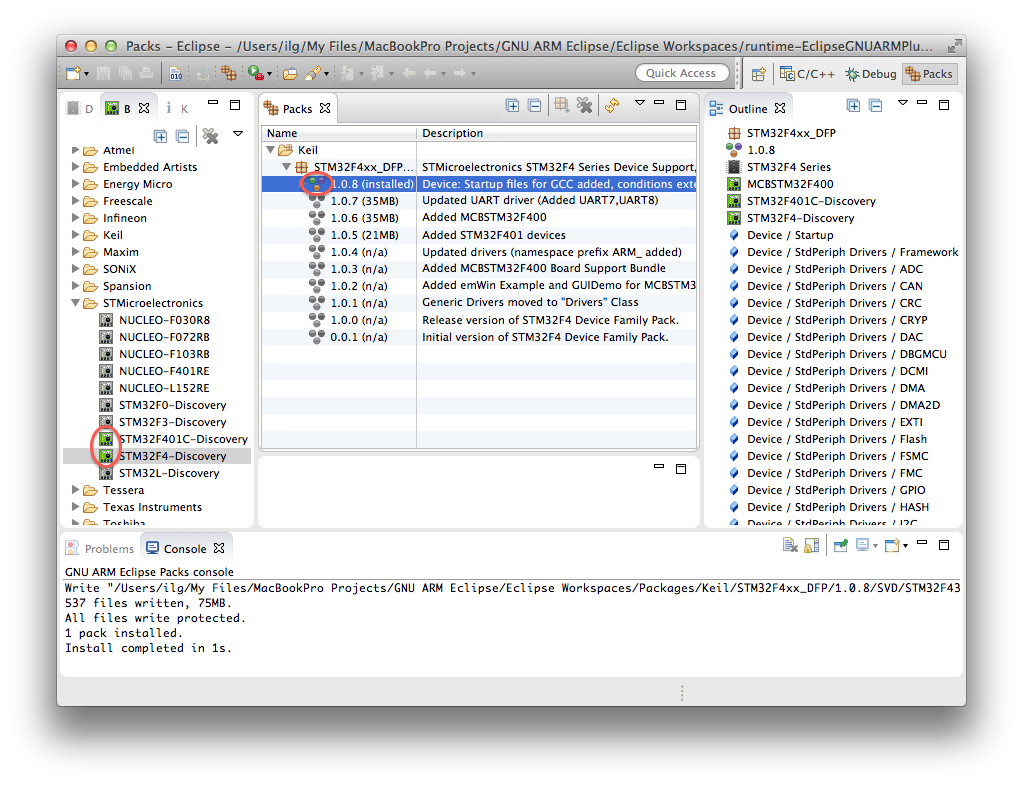 Packs – Eclipse – /Users/ilg/My Files/MacBookPro Projects/GNU ARM Eclipse/Eclipse Workspaces/runtime–EclipseGNUARMPlu...
010
Quick Access
C/C++
Debug
Packs
D
B
K
Atmel
Embedded Artists
Energy Micro
Freescale
Infineon
Keil
Maxim
SONiX
Spansion
STMicroelectronics
NUCLEO-F030R8
NUCLEO-F072RB
NUCLEO-F103RB
NUCLEO-F401RE
NUCLEO-L152RE
STM32F0-Discovery
STM32F3-Discovery
STM32F401C-Discovery
STM32F4-Discovery
STM32L-Discovery
Tessera
Texas Instruments
Toshiba
Packs
Name Description
Keil
STM32F4xx_DFP... STMicroelectronics STM32F4 Series Device Support,
1.0.8 (installed) Device: Startup files for GCC added, conditions exte
1.0.7 (35MB) Updated UART driver (Added UART7,UART8)
1.0.6 (35MB) Added MCBSTM32F400
1.0.5 (21MB) Added STM32F401 devices
1.0.4 (n/a) Updated drivers (namespace prefix ARM_ added)
1.0.3 (n/a) Added MCBSTM32F400 Board Support Bundle
1.0.2 (n/a) Added emWin Example and GUIDemo for MCBSTM3
1.0.1 (n/a) Generic Drivers moved to "Drivers" Class
1.0.0 (n/a) Release version of STM32F4 Device Family Pack.
0.0.1 (n/a) Initial version of STM32F4 Device Family Pack.
Outline
STM32F4xx_DFP
1.0.8
STM32F4 Series
MCBSTM32F400
STM32F401C-Discovery
STM32F4-Discovery
Device / Startup
Device / StdPeriph Drivers / Framework
Device / StdPeriph Drivers / ADC
Device / StdPeriph Drivers / CAN
Device / StdPeriph Drivers / CRC
Device / StdPeriph Drivers / CRYP
Device / StdPeriph Drivers / DAC
Device / StdPeriph Drivers / DBGMCU
Device / StdPeriph Drivers / DCMI
Device / StdPeriph Drivers / DMA
Device / StdPeriph Drivers / DMA2D
Device / StdPeriph Drivers / EXTI
Device / StdPeriph Drivers / Flash
Device / StdPeriph Drivers / FSMC
Device / StdPeriph Drivers / FMC
Device / StdPeriph Drivers / GPIO
Device / StdPeriph Drivers / HASH
Device / StdPeriph Drivers / I2C
Problems
Console
GNU ARM Eclipse Packs console
Write "/Users/ilg/My Files/MacBookPro Projects/GNU ARM Eclipse/Eclipse Workspaces/Packages/Keil/STM32F4xx_DFP/1.0.8/SVD/STM32F43
537 files written, 75MB.
All files write protected.
1 pack installed.
Install completed in 1s.